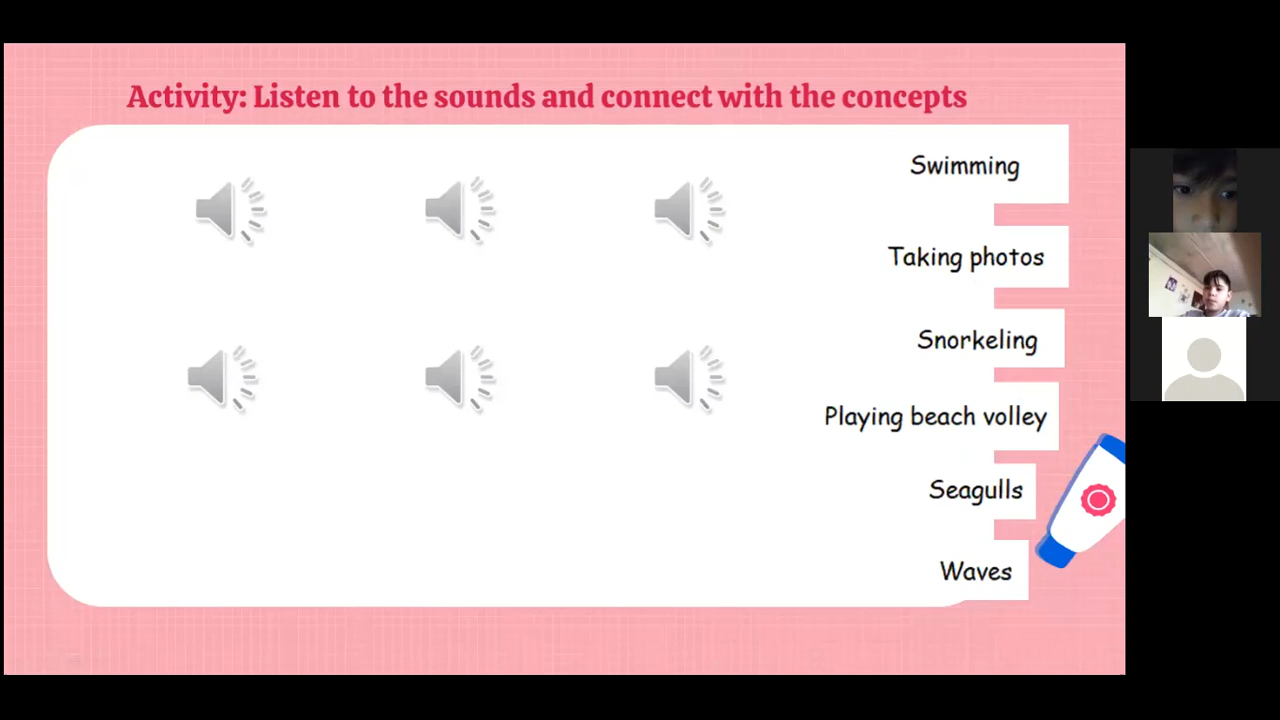 Activity: Listen to the sounds and connect with the concepts
Swimming
Taking photos
Snorkeling
Playing beach volley
Seagulls
Waves